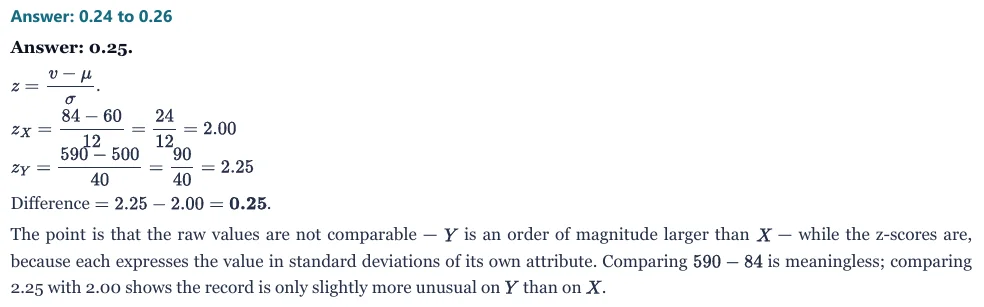 Answer: 0.24 to 0.26
Answer: 0.25.
z = (v − μ) / σ.
z_X = (84 − 60) / 12 = 24 / 12 = 2.00
z_Y = (590 − 500) / 40 = 90 / 40 = 2.25
Difference = 2.25 − 2.00 = 0.25.
The point is that the raw values are not comparable — Y is an order of magnitude larger than X — while the z-scores are,
because each expresses the value in standard deviations of its own attribute. Comparing 590 − 84 is meaningless; comparing
2.25 with 2.00 shows the record is only slightly more unusual on Y than on X.